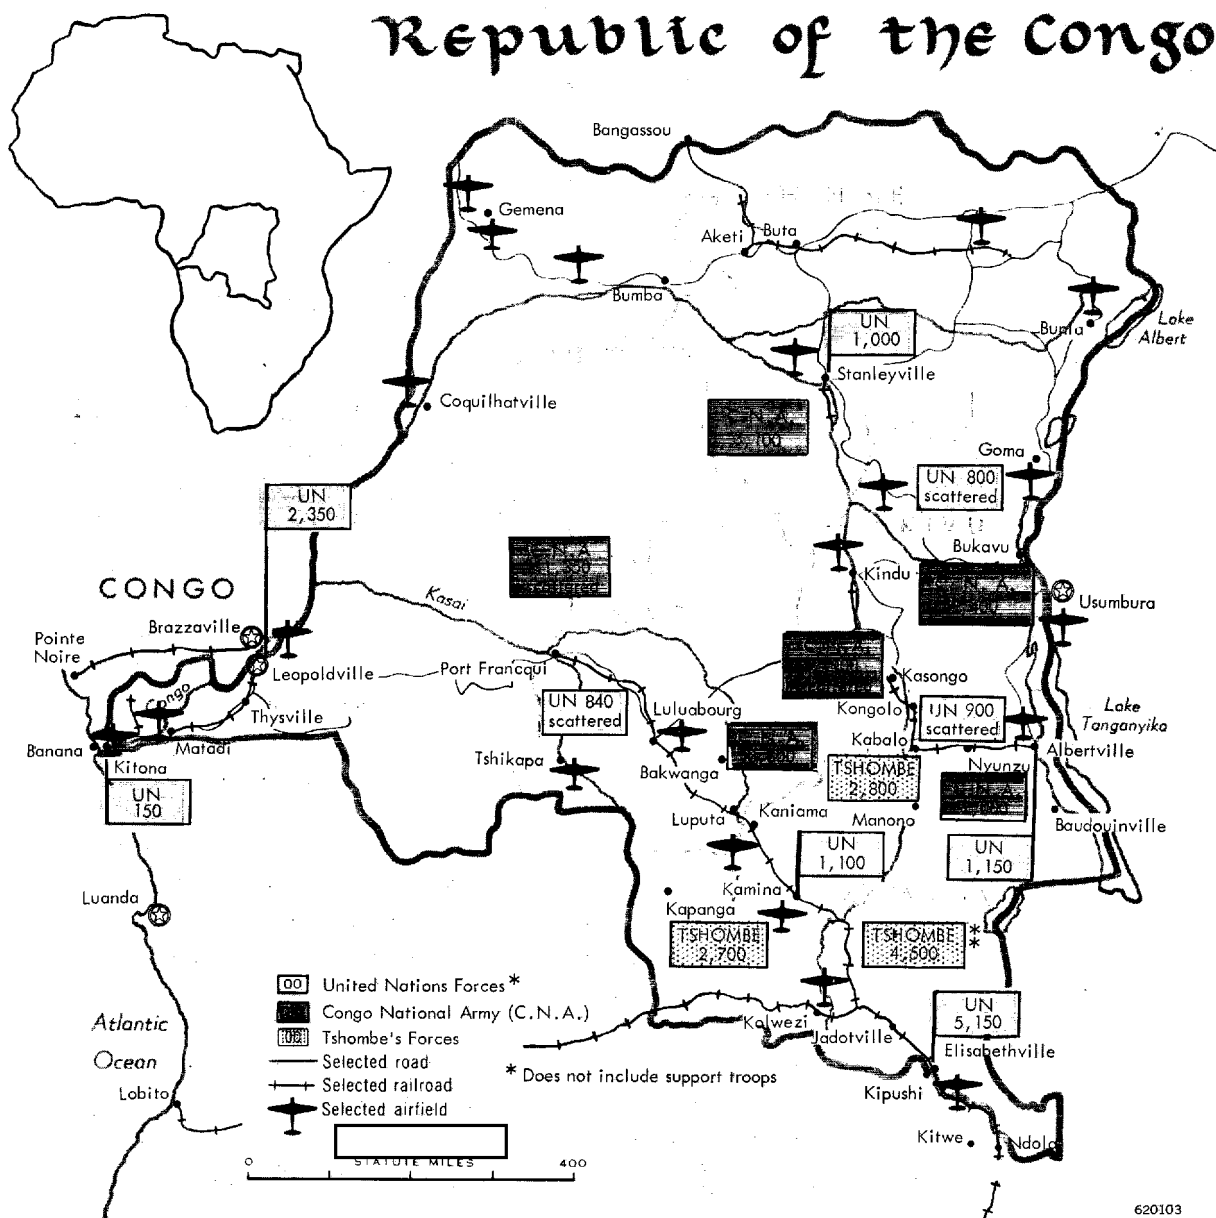 Republic of the Congo
Bangassou
Gemena
Aketi
Buta
Bumba
UN
1,000
Bunia
Lake
Albert
Stanleyville
Coquilhatville
Goma
UN 800
scattered
UN
2,350
KIVU
Bukavu
CONGO
Kasai
Kindu
Usumbura
Brazzaville
Pointe
Noire
Leopoldville
Port Francqui
Kasongo
Congo
Thysville
UN 840
scattered
Luluabourg
Kongolo
UN 900
scattered
Lake
Tanganyika
Banana
Matadi
Kitona
Tshikapa
Bakwanga
Kabalo
Nyunzu
Albertville
UN
150
TSHOMBE
2,800
Luputa
Kaniama
Manono
Baudouinville
UN
1,100
UN
1,150
Luanda
Kamina
Kapanga
TSHOMBE
2,700
TSHOMBE
4,500
**
United Nations Forces*
Congo National Army (C.N.A.)
Tshombe's Forces
Selected road
Selected railroad
Selected airfield
* Does not include support troops
Atlantic
Ocean
Lobito
UN
5,150
Kolwezi
Jadotville
Elisabethville
Kipushi
Kitwe
Ndola
STATUTE MILES
0 400
620103